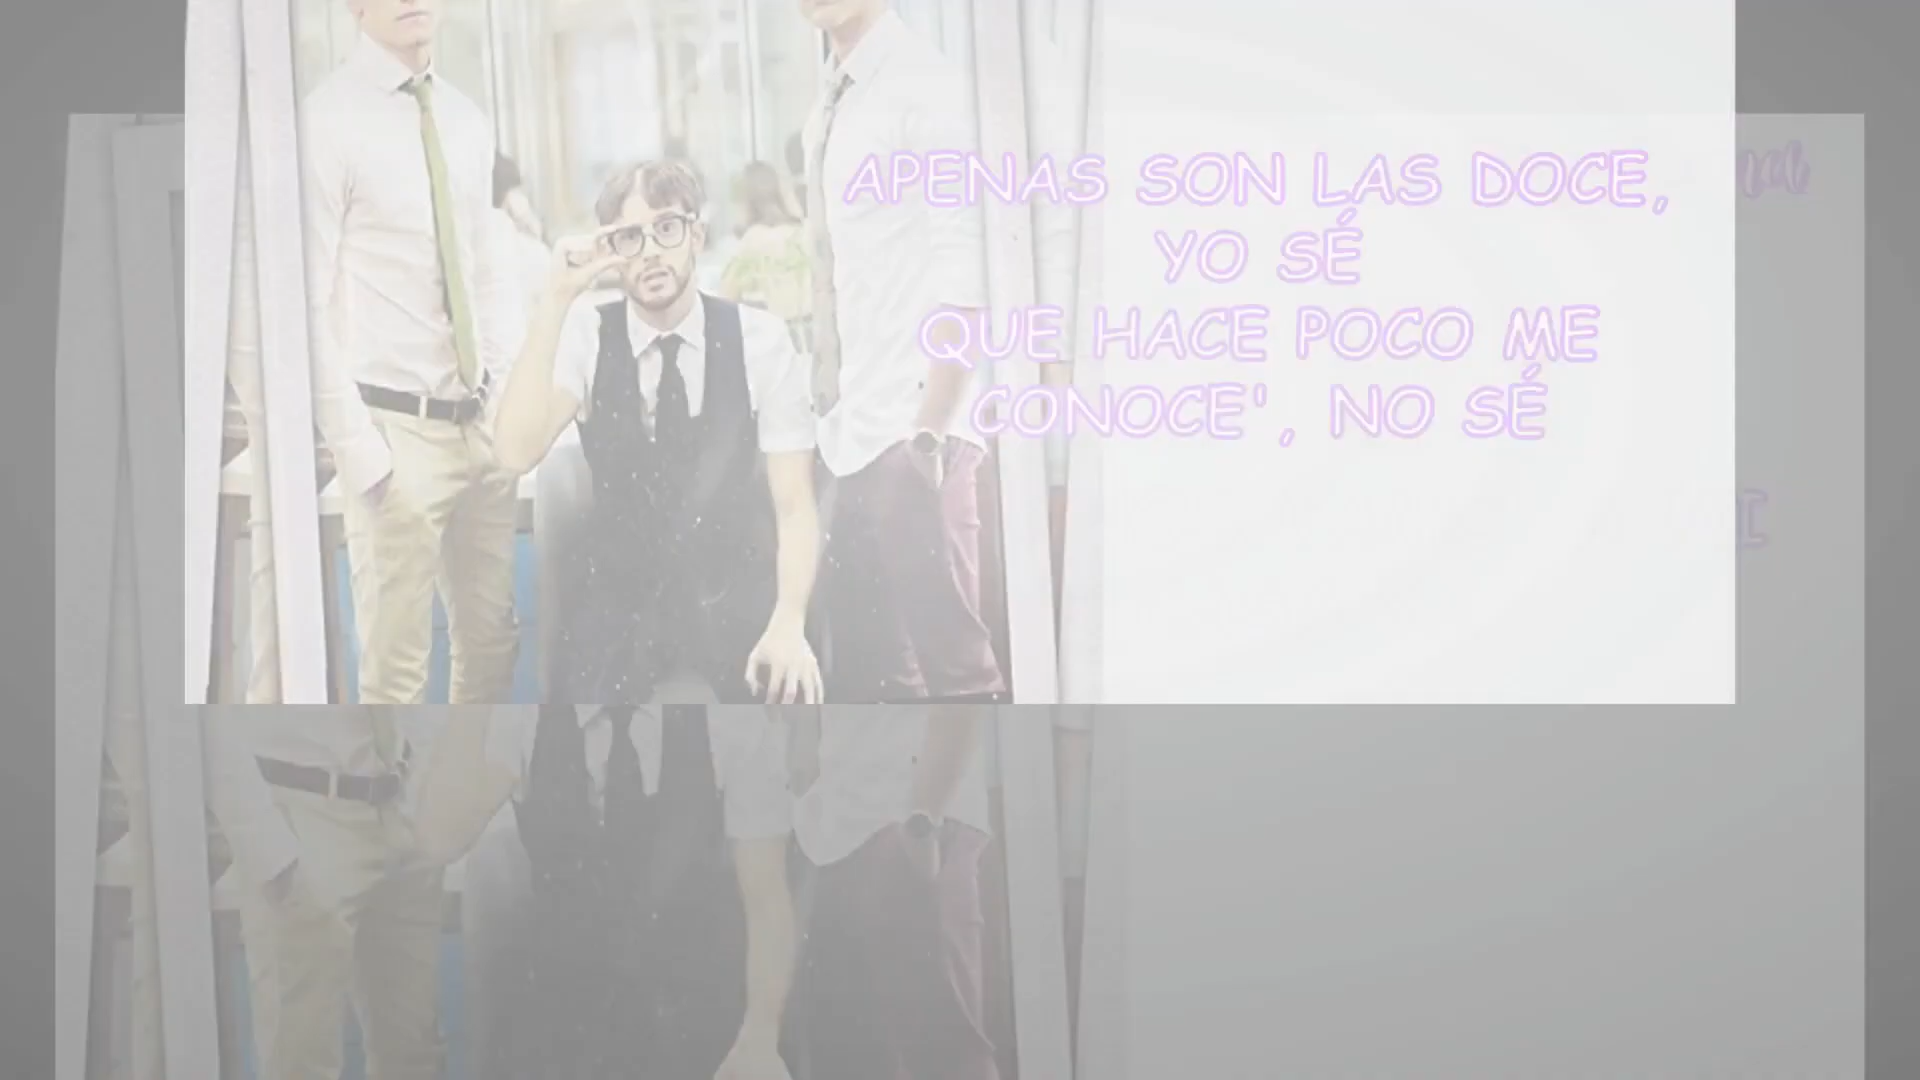 APENAS SON LAS DOCE,
YO SÉ
QUE HACE POCO ME
CONOCE', NO SÉ